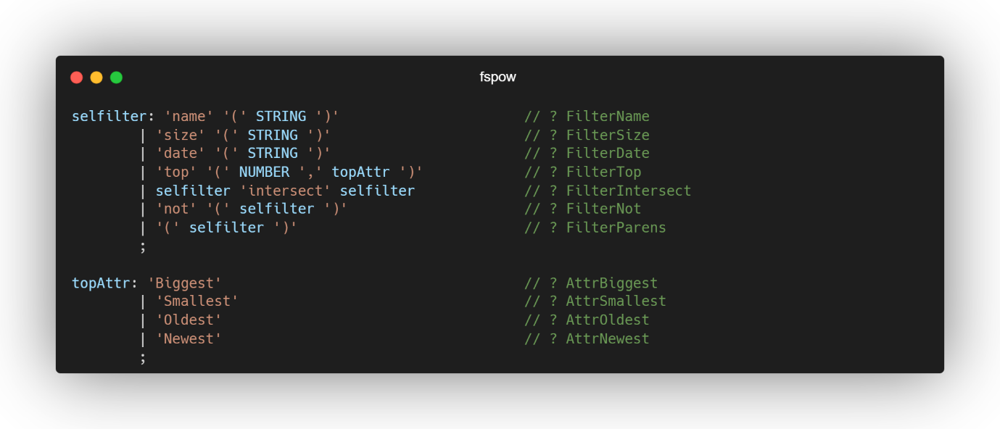 fspow
selfilter: 'name' '(' STRING ')' // ? FilterName
| 'size' '(' STRING ')' // ? FilterSize
| 'date' '(' STRING ')' // ? FilterDate
| 'top' '(' NUMBER ',' topAttr ')' // ? FilterTop
| selfilter 'intersect' selfilter // ? FilterIntersect
| 'not' '(' selfilter ')' // ? FilterNot
| '(' selfilter ')' // ? FilterParens
;
topAttr: 'Biggest' // ? AttrBiggest
| 'Smallest' // ? AttrSmallest
| 'Oldest' // ? AttrOldest
| 'Newest' // ? AttrNewest
;